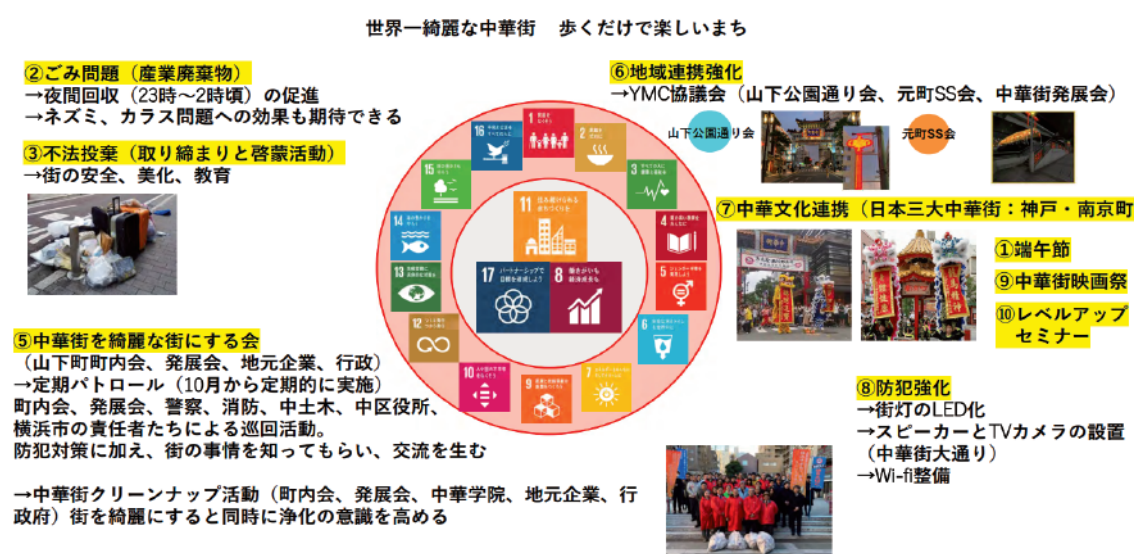 世界一綺麗な中華街　歩くだけで楽しいまち
②ごみ問題（産業廃棄物）
→夜間回収（23時〜2時頃）の促進
→ネズミ、カラス問題への効果も期待できる
③不法投棄（取り締まりと啓蒙活動）
→街の安全、美化、教育
⑤中華街を綺麗な街にする会
（山下町町内会、発展会、地元企業、行政）
→定期パトロール（10月から定期的に実施）
町内会、発展会、警察、消防、中土木、中区役所、
横浜市の責任者たちによる巡回活動。
防犯対策に加え、街の事情を知ってもらい、交流を生む
→中華街クリーンナップ活動（町内会、発展会、中華学院、地元企業、行
政府）街を綺麗にすると同時に浄化の意識を高める
1
2
3
4
5
6
7
8 働きがいも
経済成長も
9
10
11 住み続けられる
まちづくりを
12
13
14
15
16
17 パートナーシップで
目標を達成しよう
⑥地域連携強化
→YMC協議会（山下公園通り会、元町SS会、中華街発展会）
山下公園通り会
元町SS会
⑦中華文化連携（日本三大中華街：神戸・南京町
①端午節
⑨中華街映画祭
⑩レベルアップ
セミナー
⑧防犯強化
→街灯のLED化
→スピーカーとTVカメラの設置
（中華街大通り）
→Wi-fi整備